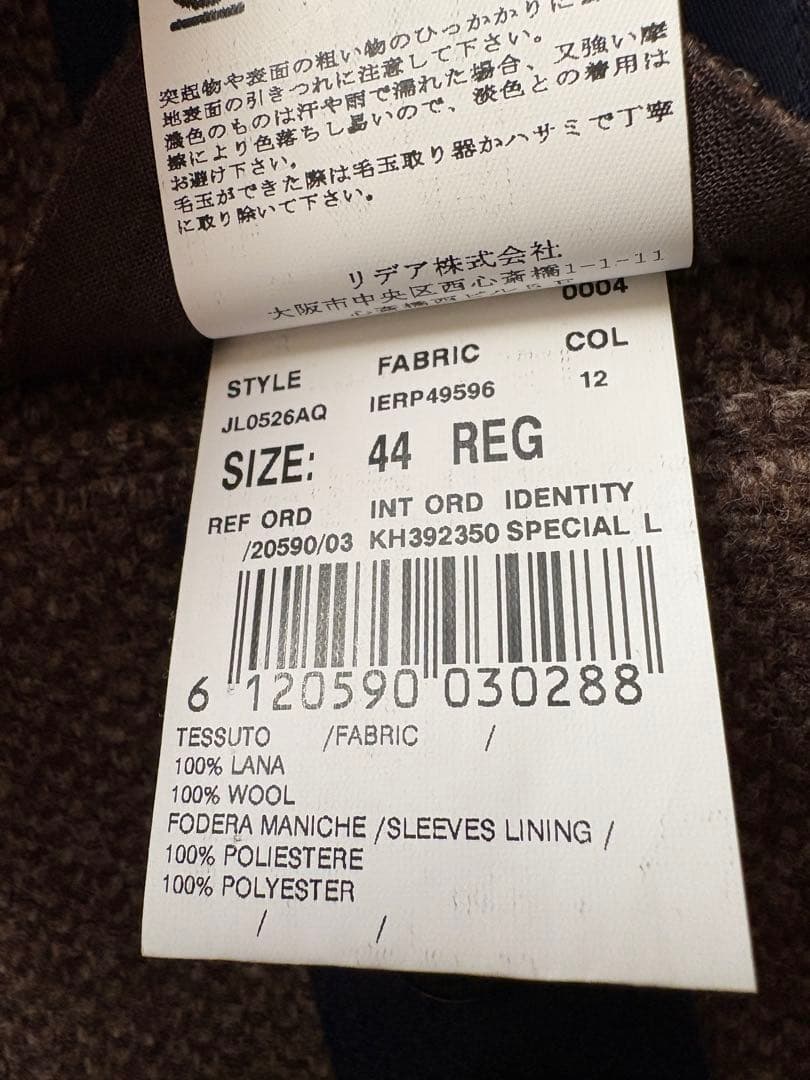 突起物や表面の粗い物のひっかかりに
地表面の引きつれに注意して下さい。
濃色のものは汗や雨で濡れた場合、又強い摩
擦により色落ちし易いので、淡色との着用は
お避け下さい。
毛玉ができた際は毛玉取り器かハサミで丁寧
に取り除いて下さい。
リデア株式会社
大阪市中央区西心斎橋1-1-11
0004
STYLE FABRIC COL
JL0526AQ IERP49596 12
SIZE: 44 REG
REF ORD INT ORD IDENTITY
/20590/03 KH392350 SPECIAL L
6 120590 030288
TESSUTO /FABRIC /
100% LANA
100% WOOL
FODERA MANICHE /SLEEVES LINING /
100% POLIESTERE
100% POLYESTER
/ /